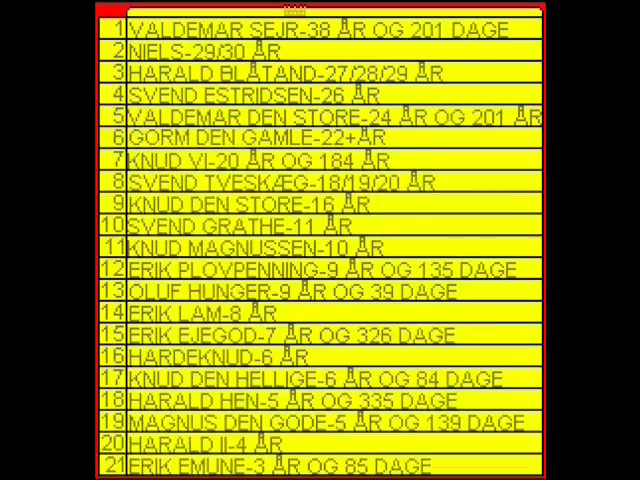 1 VALDEMAR SEJR-38 ÅR OG 201 DAGE
2 NIELS-29/30 ÅR
3 HARALD BLÅTAND-27/28/29 ÅR
4 SVEND ESTRIDSEN-26 ÅR
5 VALDEMAR DEN STORE-24 ÅR OG 201 ÅR
6 GORM DEN GAMLE-22+ÅR
7 KNUD VI-20 ÅR OG 184 ÅR
8 SVEND TVESKÆG-18/19/20 ÅR
9 KNUD DEN STORE-16 ÅR
10 SVEND GRATHE-11 ÅR
11 KNUD MAGNUSSEN-10 ÅR
12 ERIK PLOVPENNING-9 ÅR OG 135 DAGE
13 OLUF HUNGER-9 ÅR OG 39 DAGE
14 ERIK LAM-8 ÅR
15 ERIK EJEGOD-7 ÅR OG 326 DAGE
16 HARDEKNUD-6 ÅR
17 KNUD DEN HELLIGE-6 ÅR OG 84 DAGE
18 HARALD HEN-5 ÅR OG 335 DAGE
19 MAGNUS DEN GODE-5 ÅR OG 139 DAGE
20 HARALD II-4 ÅR
21 ERIK EMUNE-3 ÅR OG 85 DAGE